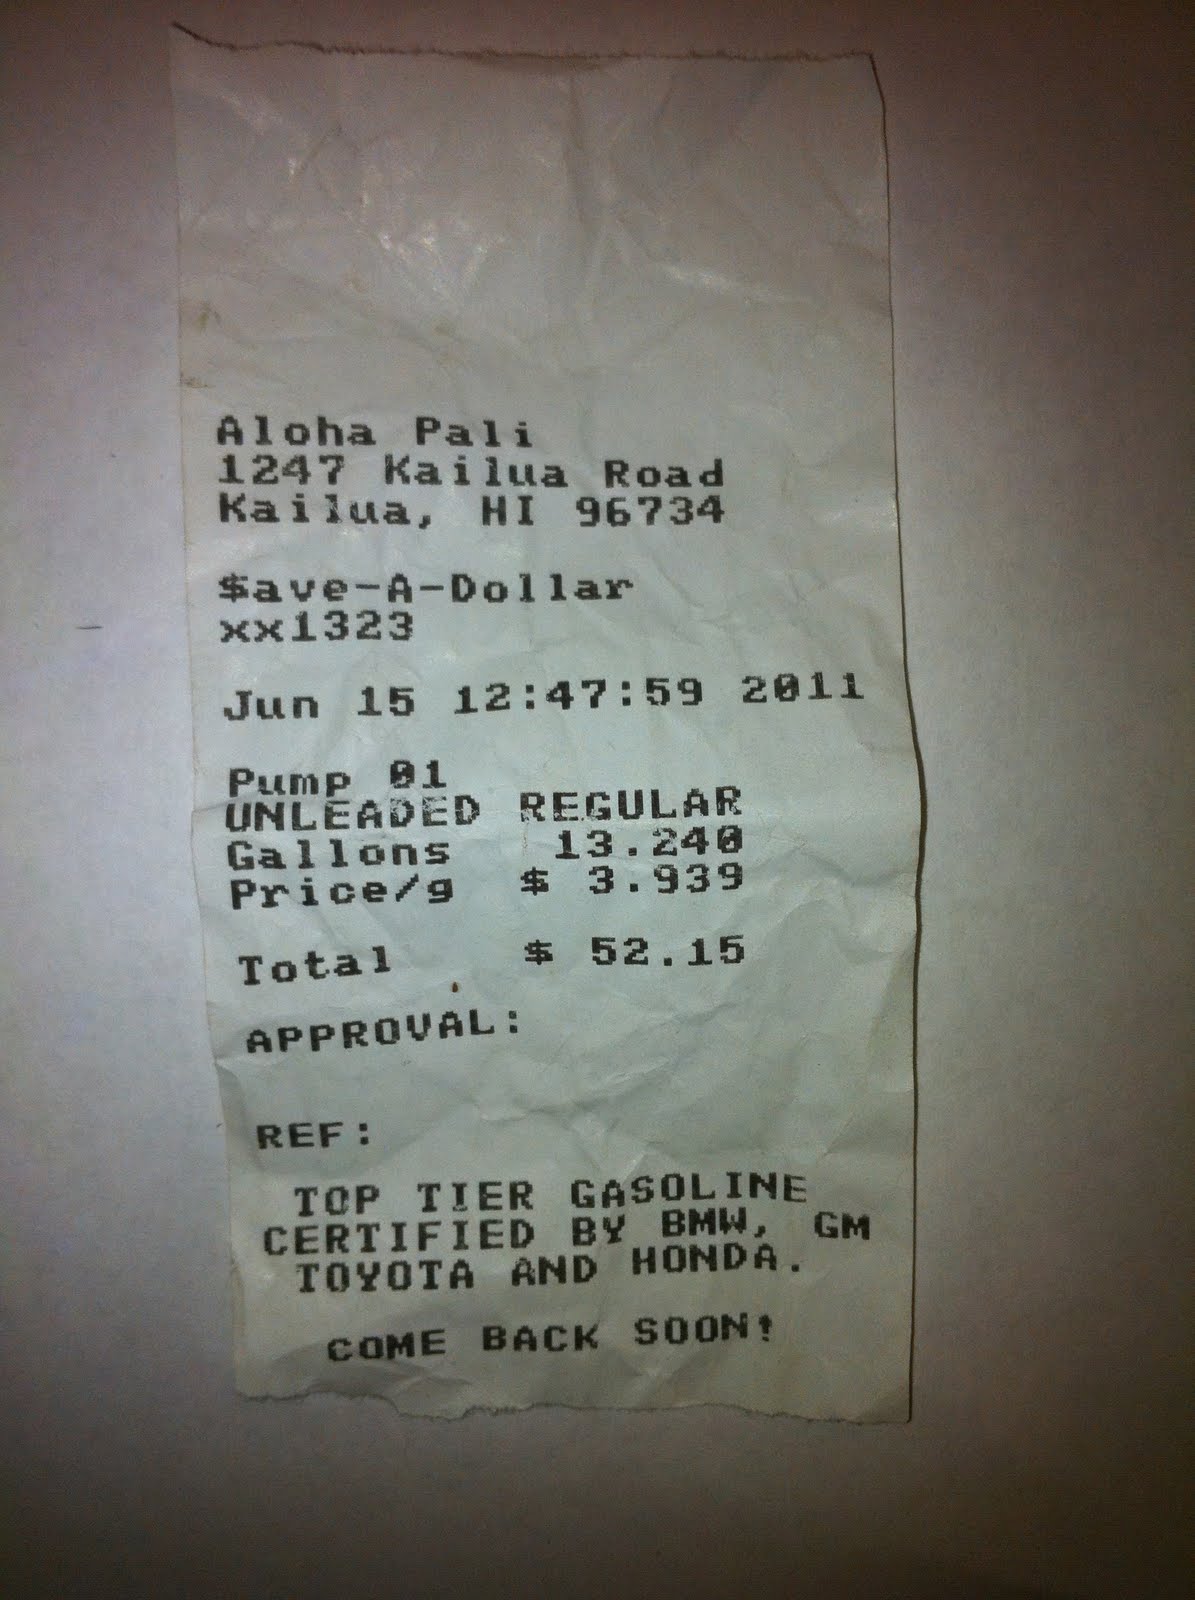 Aloha Pali
1247 Kailua Road
Kailua, HI 96734
$ave-A-Dollar
xx1323
Jun 15 12:47:59 2011
Pump 01
UNLEADED REGULAR
Gallons 13.240
Price/g $ 3.939
Total $ 52.15
APPROVAL:
REF:
TOP TIER GASOLINE
CERTIFIED BY BMW, GM
TOYOTA AND HONDA.
COME BACK SOON!